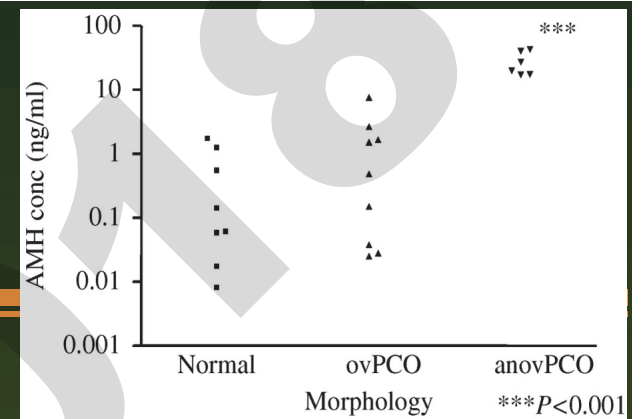 100
***
10
1
0.1
0.01
0.001
AMH conc (ng/ml)
Normal
ovPCO
anovPCO
Morphology
***P<0.001